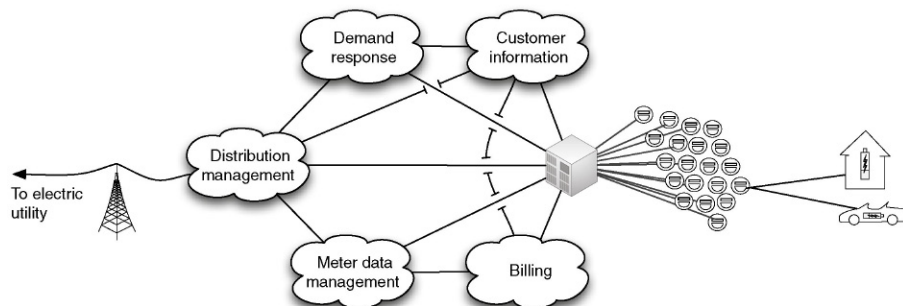 Demand
response
Customer
information
Distribution
management
To electric
utility
Meter data
management
Billing